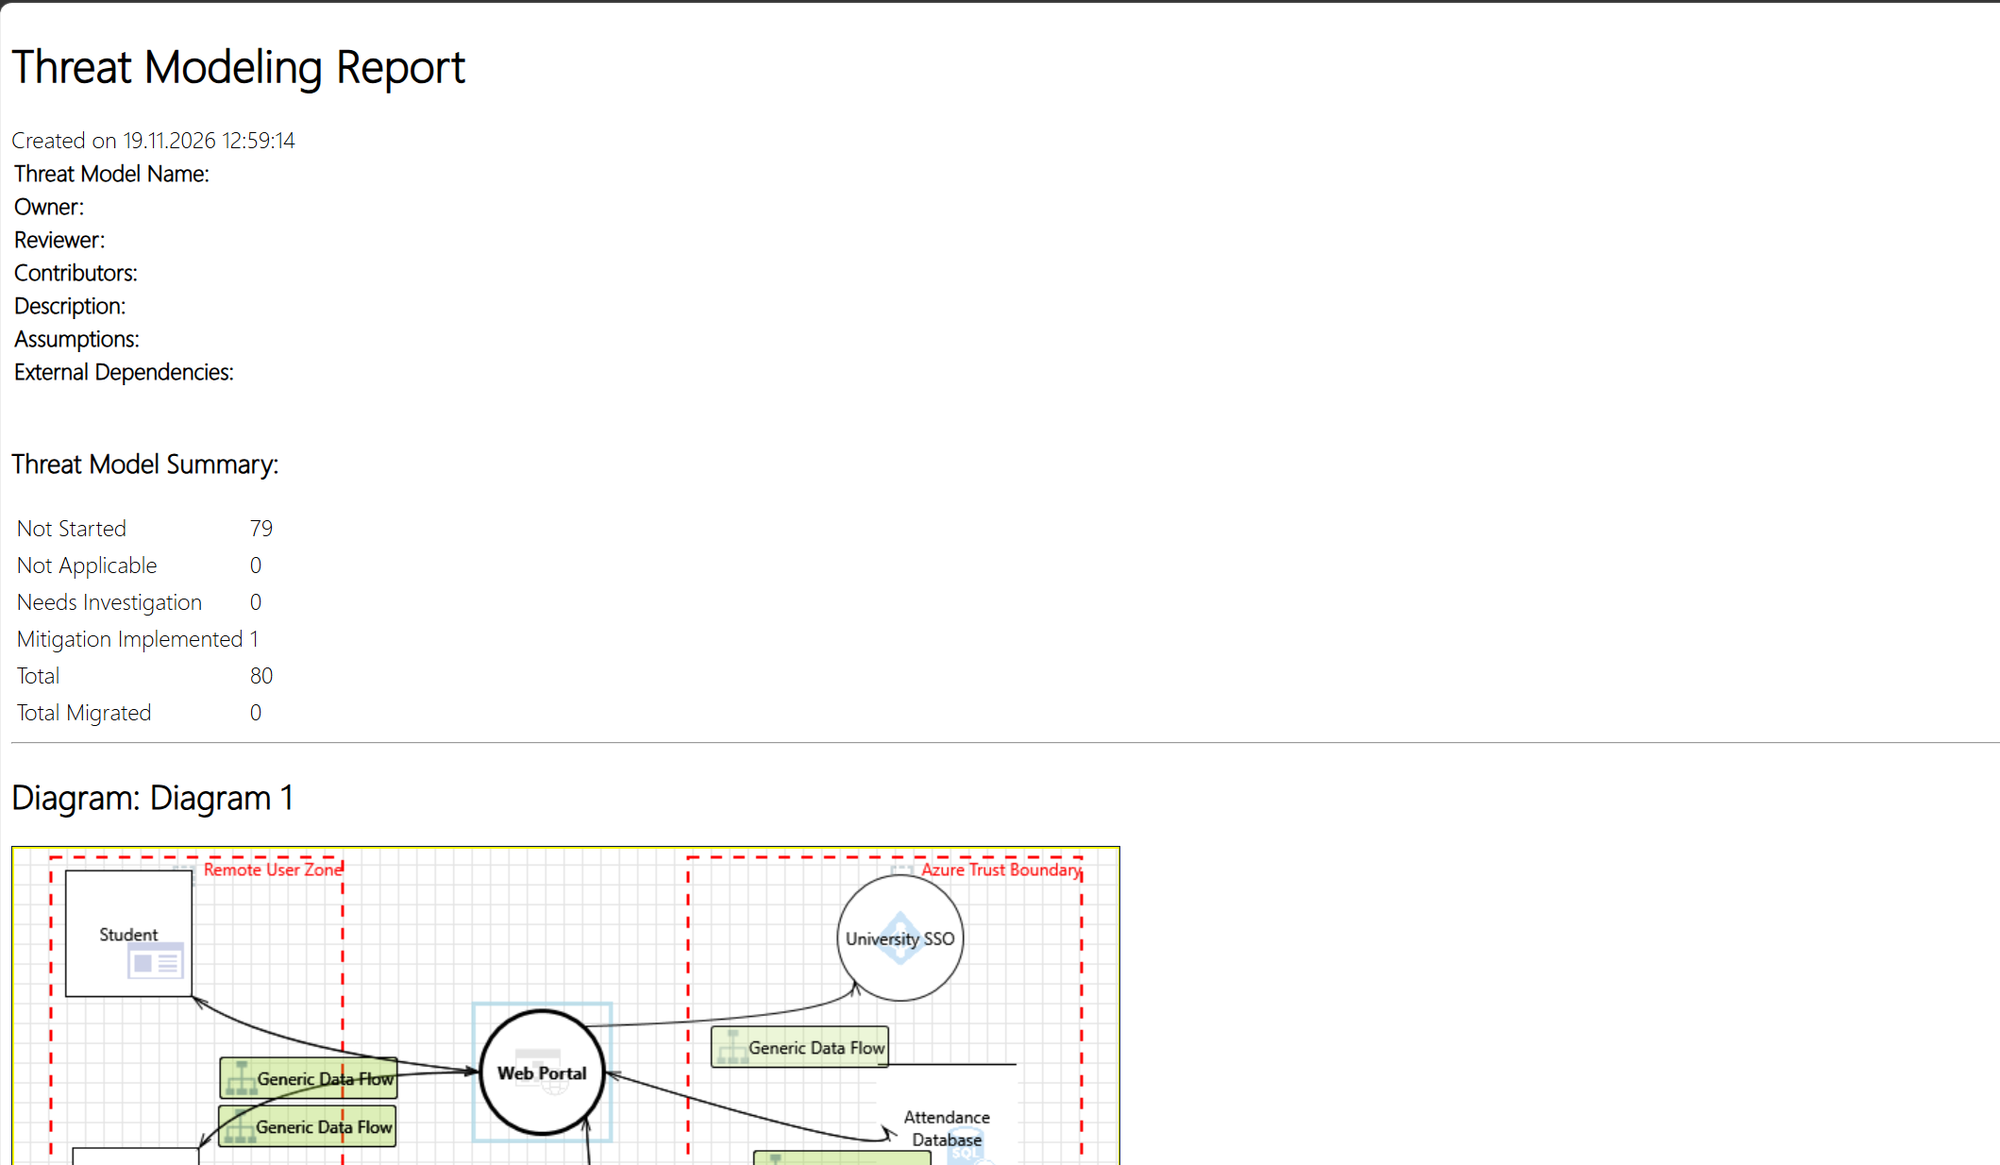 Threat Modeling Report
Created on 19.11.2026 12:59:14
Threat Model Name:
Owner:
Reviewer:
Contributors:
Description:
Assumptions:
External Dependencies:
Threat Model Summary:
Not Started 79
Not Applicable 0
Needs Investigation 0
Mitigation Implemented 1
Total 80
Total Migrated 0
Diagram: Diagram 1
Remote User Zone
Azure Trust Boundary
Student
University SSO
Generic Data Flow
Web Portal
Generic Data Flow
Generic Data Flow
Attendance
Database
SQL